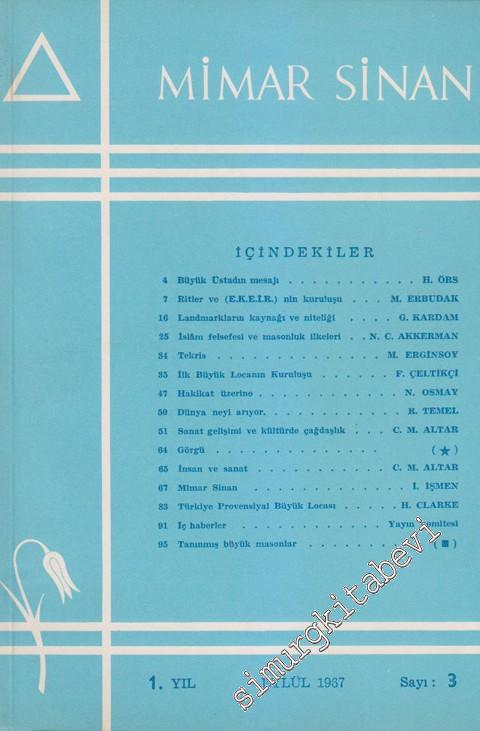 MİMAR SİNAN
İÇİNDEKİLER
4 Büyük Üstadın mesajı . . . . . . . . . . . H. ÖRS
7 Ritler ve (E.K.E.İ.R.) nin kuruluşu . . . M. ERBUDAK
16 Landmarkların kaynağı ve niteliği . . . . G. KARDAM
25 İslâm felsefesi ve masonluk ilkeleri . . N. C. AKKERMAN
34 Tekris . . . . . . . . . . . . . . M. ERGİNSOY
35 İlk Büyük Locanın Kuruluşu . . . . . . F. ÇELTİKÇİ
47 Hakikat üzerine . . . . . . . . . . . N. OSMAY
50 Dünya neyi arıyor. . . . . . . . . . . R. TEMEL
51 Sanat gelişimi ve kültürde çağdaşlık . . . C. M. ALTAR
64 Görgü . . . . . . . . . . . . . . (★)
65 İnsan ve sanat . . . . . . . . . . C. M. ALTAR
67 Mimar Sinan . . . . . . . . . . . İ. İŞMEN
83 Türkiye Provensiyal Büyük Locası . . . . H. CLARKE
91 İç haberler . . . . . . . . . . Yayın Komitesi
95 Tanınmış büyük masonlar . . . . . . . . (■)
1. YIL EYLÜL 1967 Sayı: 3
simurgkitabevi